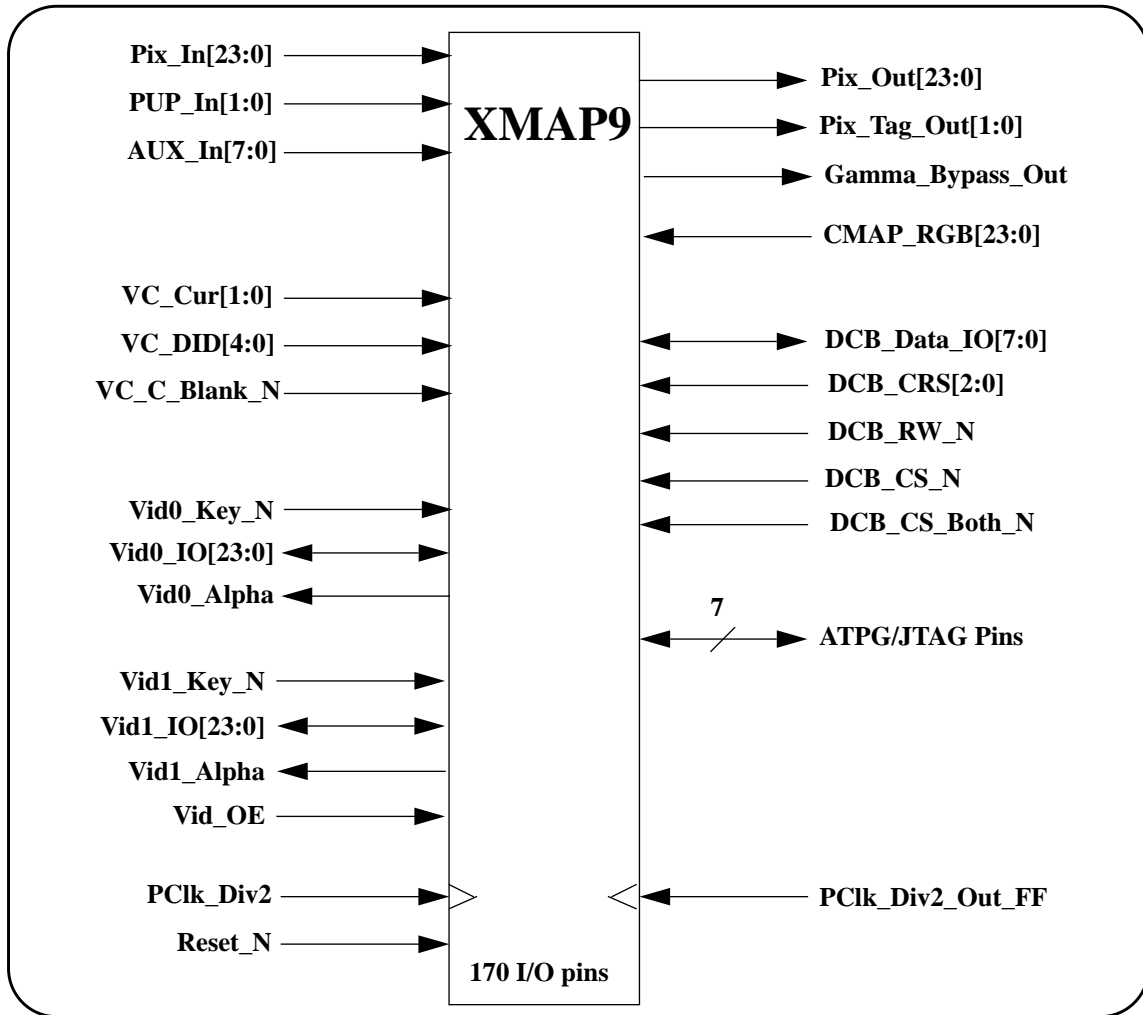 Pix_In[23:0]
PUP_In[1:0]
AUX_In[7:0]
VC_Cur[1:0]
VC_DID[4:0]
VC_C_Blank_N
Vid0_Key_N
Vid0_IO[23:0]
Vid0_Alpha
Vid1_Key_N
Vid1_IO[23:0]
Vid1_Alpha
Vid_OE
PClk_Div2
Reset_N
XMAP9
170 I/O pins
Pix_Out[23:0]
Pix_Tag_Out[1:0]
Gamma_Bypass_Out
CMAP_RGB[23:0]
DCB_Data_IO[7:0]
DCB_CRS[2:0]
DCB_RW_N
DCB_CS_N
DCB_CS_Both_N
7
ATPG/JTAG Pins
PClk_Div2_Out_FF